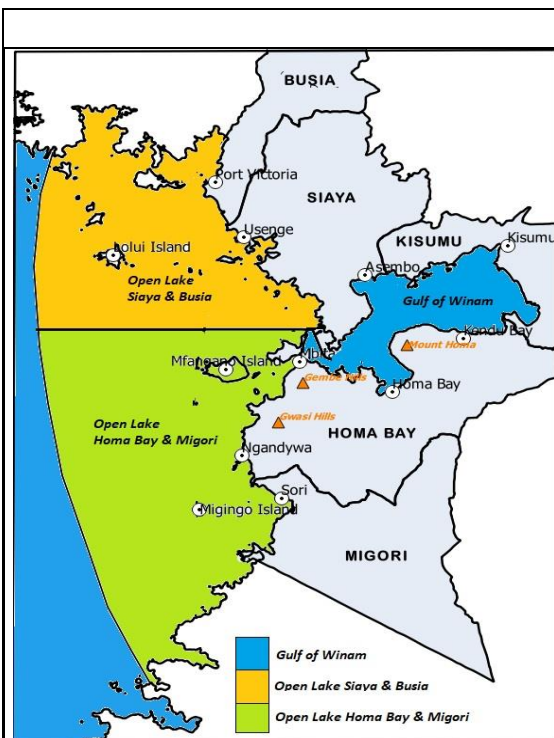 BUSIA
Port Victoria
SIAYA
Usenge
KISUMU
Kisumu
Lolui Island
Asembo
Open Lake
Siaya & Busia
Gulf of Winam
Kendu Bay
Mount Homa
Mbita
Mfangano Island
Gembe Hills
Homa Bay
Gwasi Hills
Open Lake
Homa Bay & Migori
HOMA BAY
Ngandywa
Sori
Migingo Island
MIGORI
Gulf of Winam
Open Lake Siaya & Busia
Open Lake Homa Bay & Migori